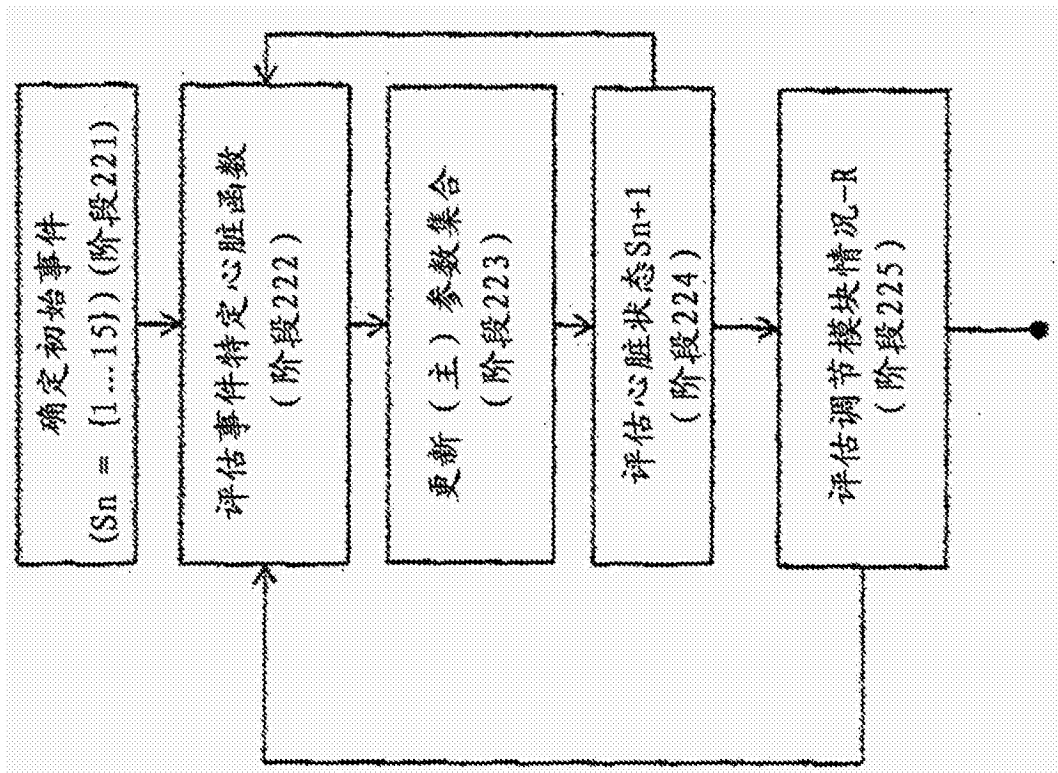 确定初始事件
(Sn = {1...15}) (阶段221)
评估事件特定心脏函数
(阶段222)
更新（主）参数集合
(阶段223)
评估心脏状态Sn+1
(阶段224)
评估调节模块情况-R
(阶段225)